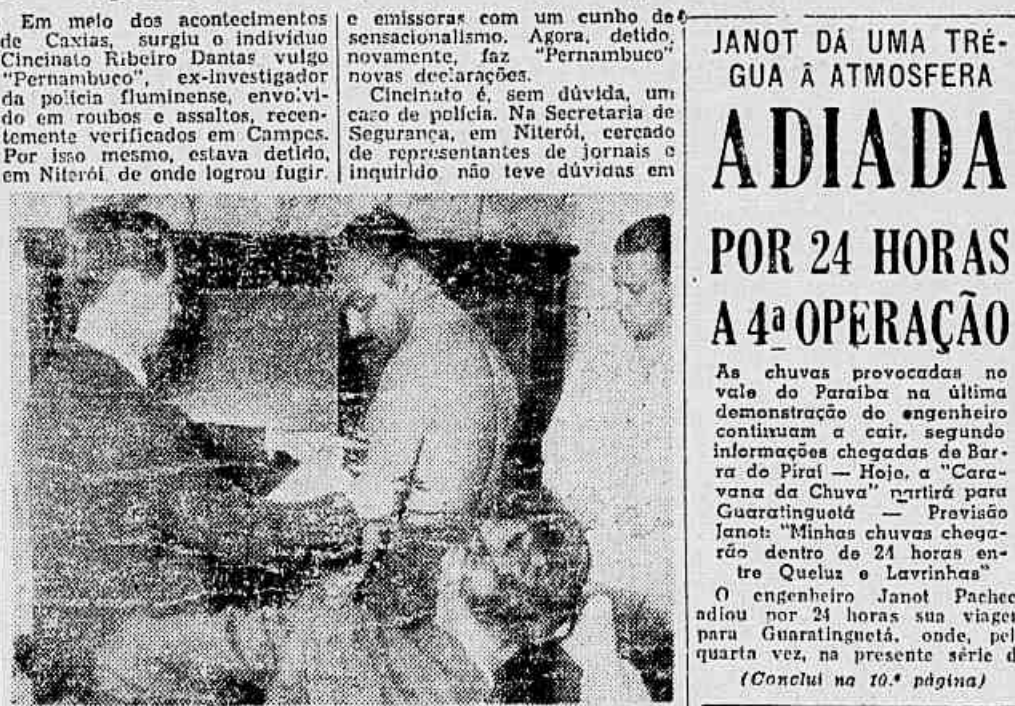 Em meio dos acontecimentos
de Caxias, surgiu o individuo
Cincinato Ribeiro Dantas vulgo
"Pernambuco", ex-investigador
da policia fluminense, envolvi-
do em roubos e assaltos, recen-
temente verificados em Campos.
Por isso mesmo, estava detido,
em Niterói, de onde logrou fugir.
e emissoras com um cunho de
sensacionalismo. Agora, detido,
novamente, faz "Pernambuco"
novas declarações.
Cincinato é, sem dúvida, um
caso de polícia. Na Secretaria de
Segurança, em Niterói, cercado
de representantes de jornais e
inquirido não teve dúvidas em
JANOT DÁ UMA TRÉ-
GUA Â ATMOSFERA
ADIADA
POR 24 HORAS
A 4ª OPERAÇÃO
As chuvas provocadas no
vale do Paraíba na última
demonstração do engenheiro
continuam a cair, segundo
informações chegadas de Bar-
ra do Piraí — Hoje, a "Cara-
vana da Chuva" partirá para
Guaratinguetá — Previsão
Janot: "Minhas chuvas chega-
rão dentro de 24 horas en-
tre Queluz e Lavrinhas"
O engenheiro Janot Pachec
adiou por 24 horas sua viagem
para Guaratinguetá, onde, pel
quarta vez, na presente série d
(Conclui na 10.ª página)